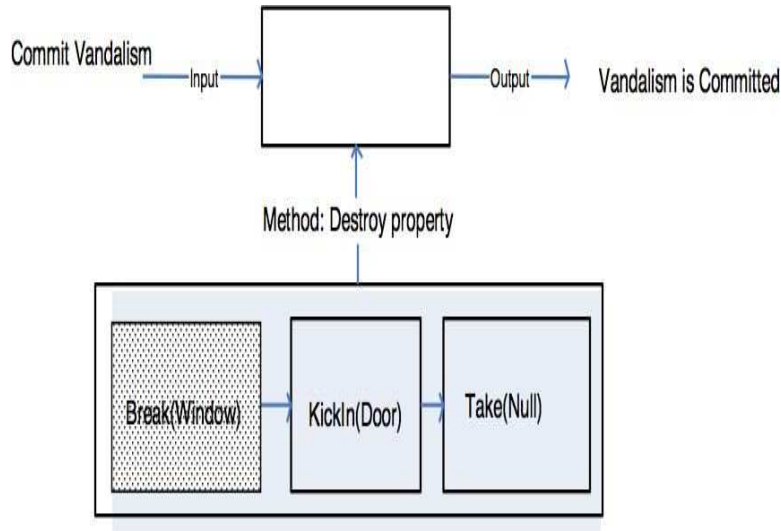 Commit Vandalism
Input
Output
Vandalism is Committed
Method: Destroy property
Break(Window)
KickIn(Door)
Take(Null)